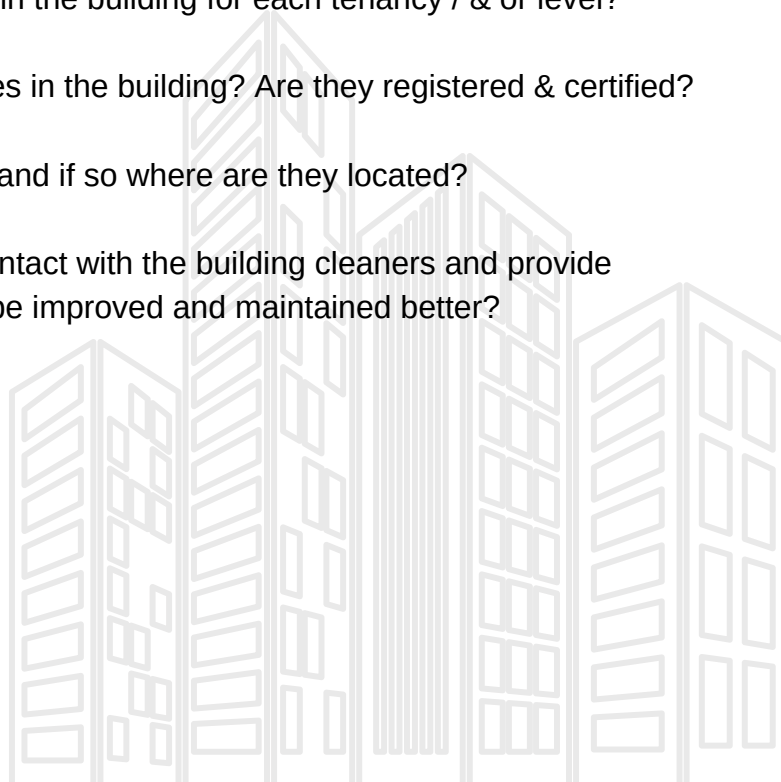 in the building for each tenancy / & or level?
es in the building? Are they registered & certified?
and if so where are they located?
ntact with the building cleaners and provide
be improved and maintained better?